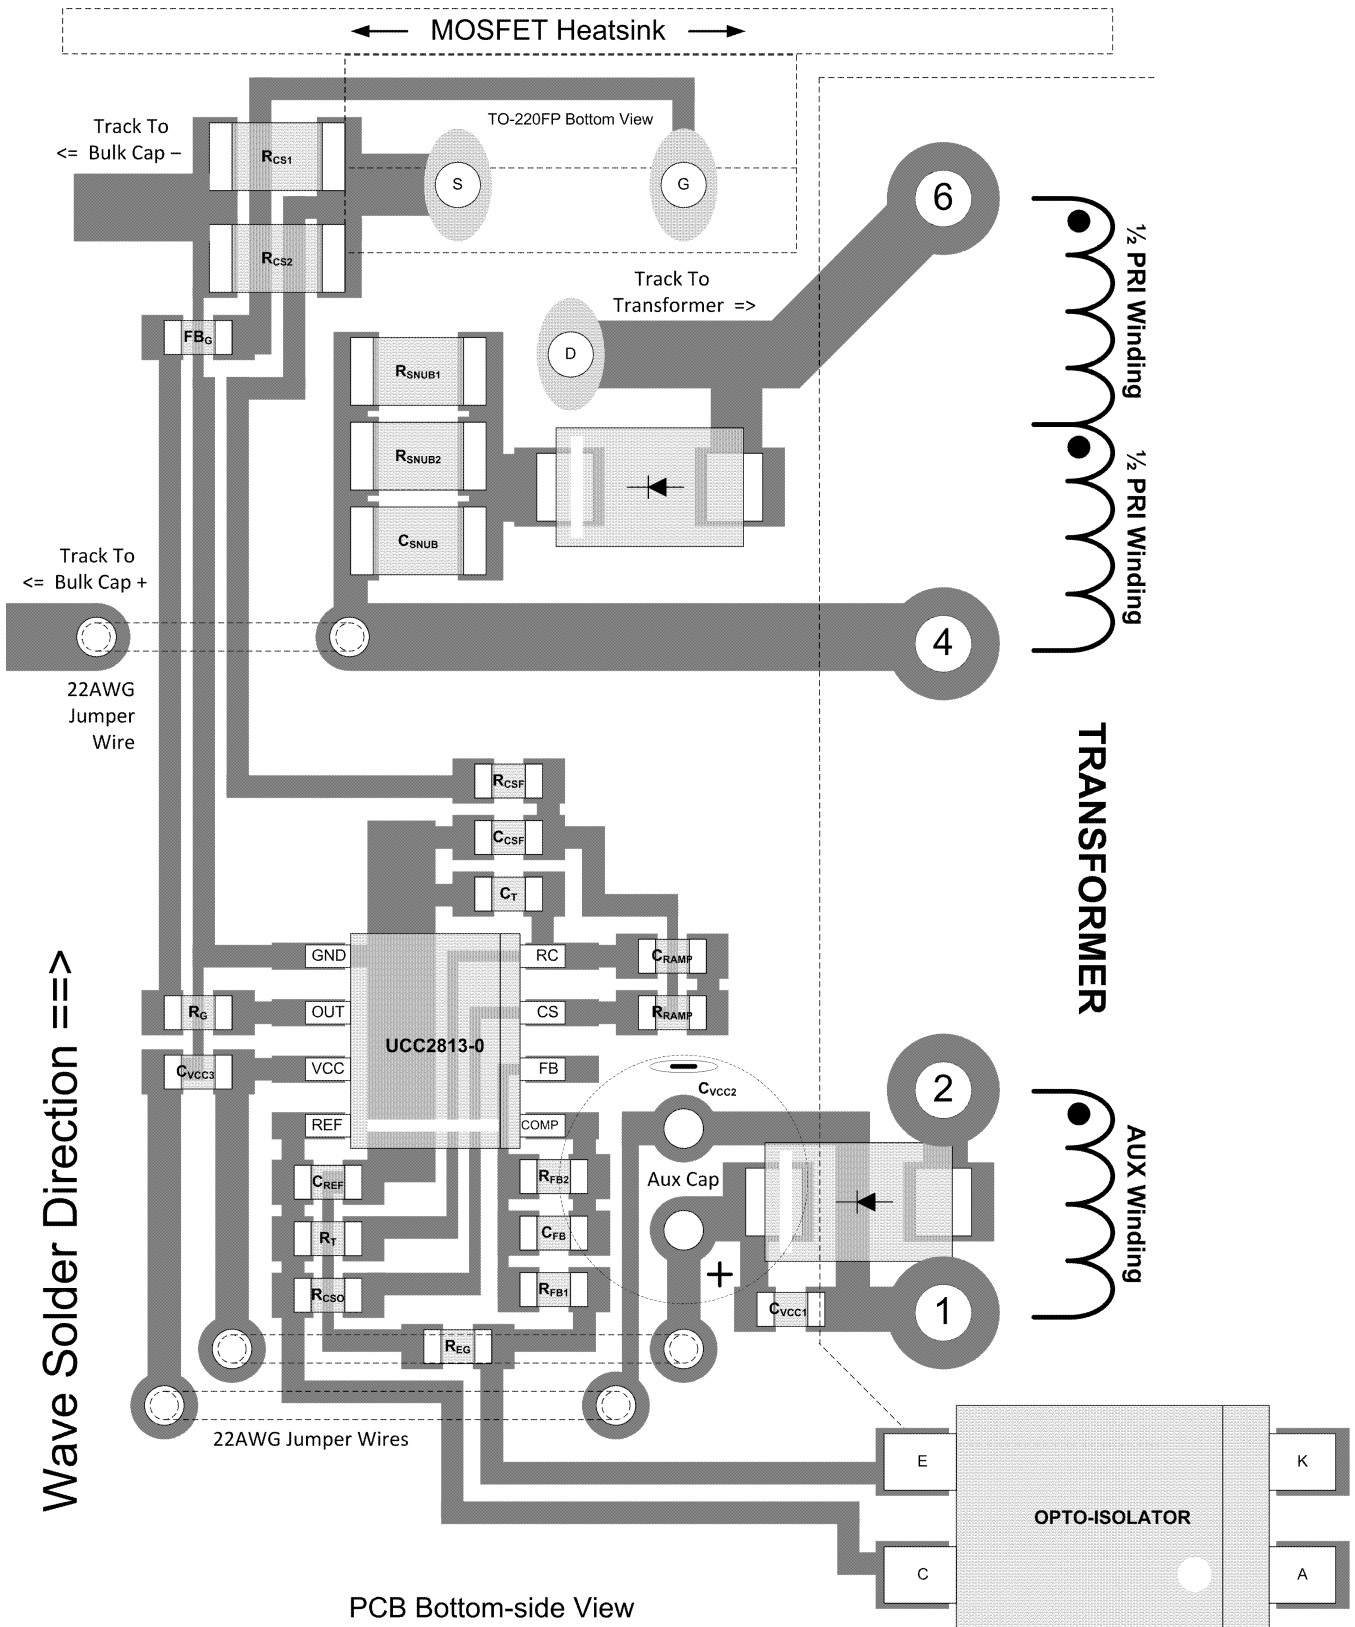 MOSFET Heatsink
Track To
<= Bulk Cap –
TO-220FP Bottom View
RCS1
S
G
6
½ PRI Winding
RCS2
Track To
Transformer =>
FBG
D
RSNUB1
RSNUB2
½ PRI Winding
CSNUB
Track To
<= Bulk Cap +
4
22AWG
Jumper
Wire
TRANSFORMER
RCSF
CCSF
CT
GND
RC
CRAMP
RG
OUT
CS
RRAMP
UCC2813-0
CVCC3
VCC
FB
–
CVCC2
2
REF
COMP
CREF
RFB2
Aux Cap
AUX Winding
RT
CFB
+
RCSO
RFB1
CVCC1
1
REG
Wave Solder Direction ==>
22AWG Jumper Wires
E
K
OPTO-ISOLATOR
C
A
PCB Bottom-side View